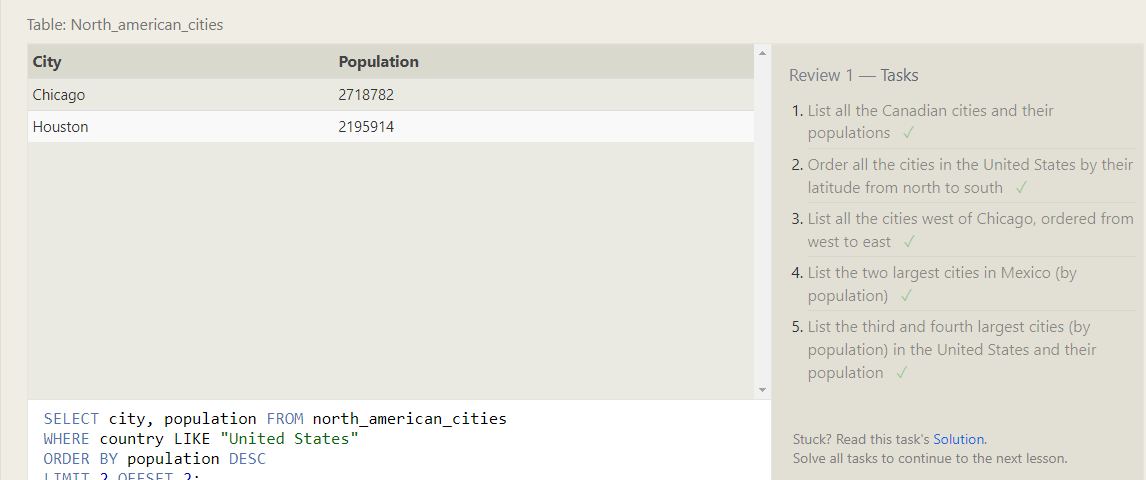 Table: North_american_cities
City Population
Chicago 2718782
Houston 2195914
SELECT city, population FROM north_american_cities
WHERE country LIKE "United States"
ORDER BY population DESC
LIMIT 2 OFFSET 2;
Review 1 — Tasks
1. List all the Canadian cities and their
populations ✓
2. Order all the cities in the United States by their
latitude from north to south ✓
3. List all the cities west of Chicago, ordered from
west to east ✓
4. List the two largest cities in Mexico (by
population) ✓
5. List the third and fourth largest cities (by
population) in the United States and their
population ✓
Stuck? Read this task's Solution.
Solve all tasks to continue to the next lesson.